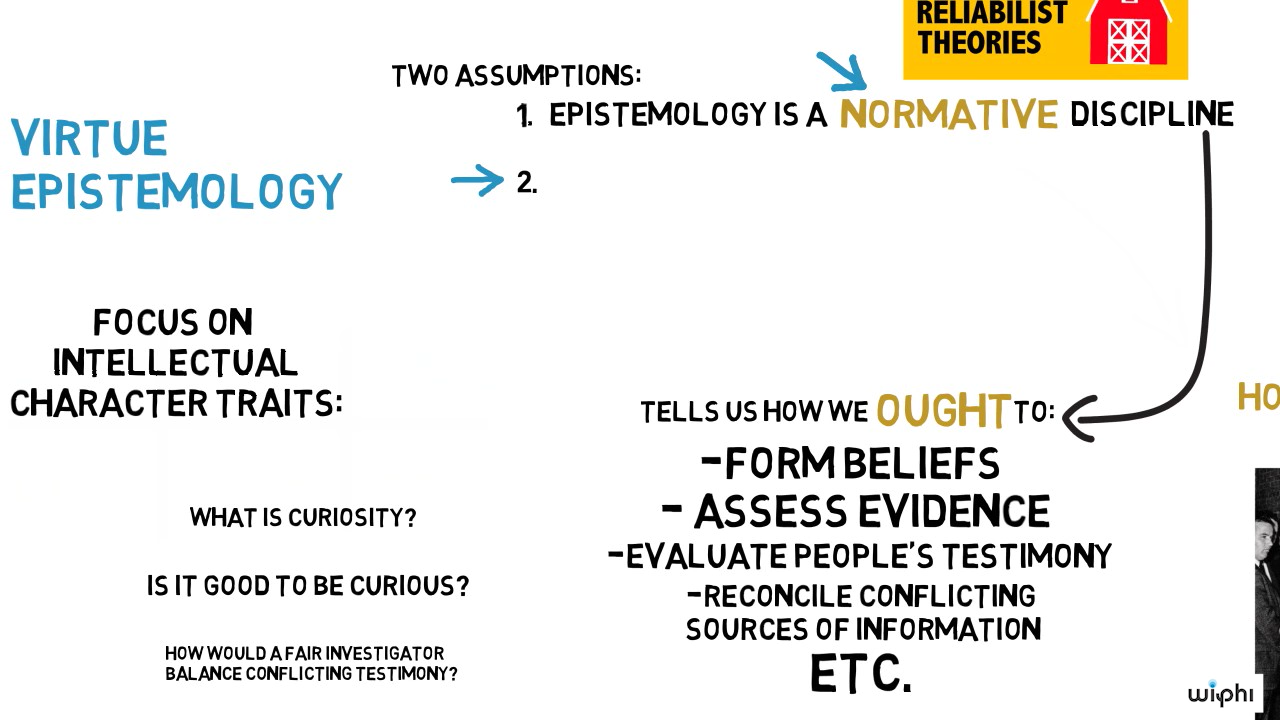 RELIABILIST
THEORIES
TWO ASSUMPTIONS:
1. EPISTEMOLOGY IS A NORMATIVE DISCIPLINE
VIRTUE
EPISTEMOLOGY
2.
FOCUS ON
INTELLECTUAL
CHARACTER TRAITS:
WHAT IS CURIOSITY?
IS IT GOOD TO BE CURIOUS?
HOW WOULD A FAIR INVESTIGATOR
BALANCE CONFLICTING TESTIMONY?
TELLS US HOW WE OUGHT TO:
-FORM BELIEFS
- ASSESS EVIDENCE
-EVALUATE PEOPLE'S TESTIMONY
-RECONCILE CONFLICTING
SOURCES OF INFORMATION
ETC.
wiphi